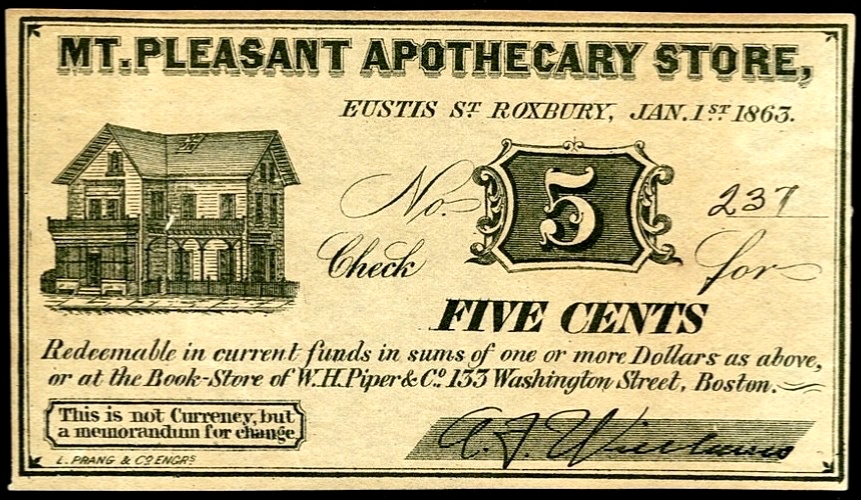 MT. PLEASANT APOTHECARY STORE,
EUSTIS ST. ROXBURY, JAN. 1ST 1863.
No. 5 237
Check for
FIVE CENTS
Redeemable in current funds in sums of one or more Dollars as above,
or at the Book-Store of W.H.Piper & Co. 133 Washington Street, Boston.
This is not Currency, but
a memorandum for change
A. F. Williams
L. PRANG & CO ENGRS